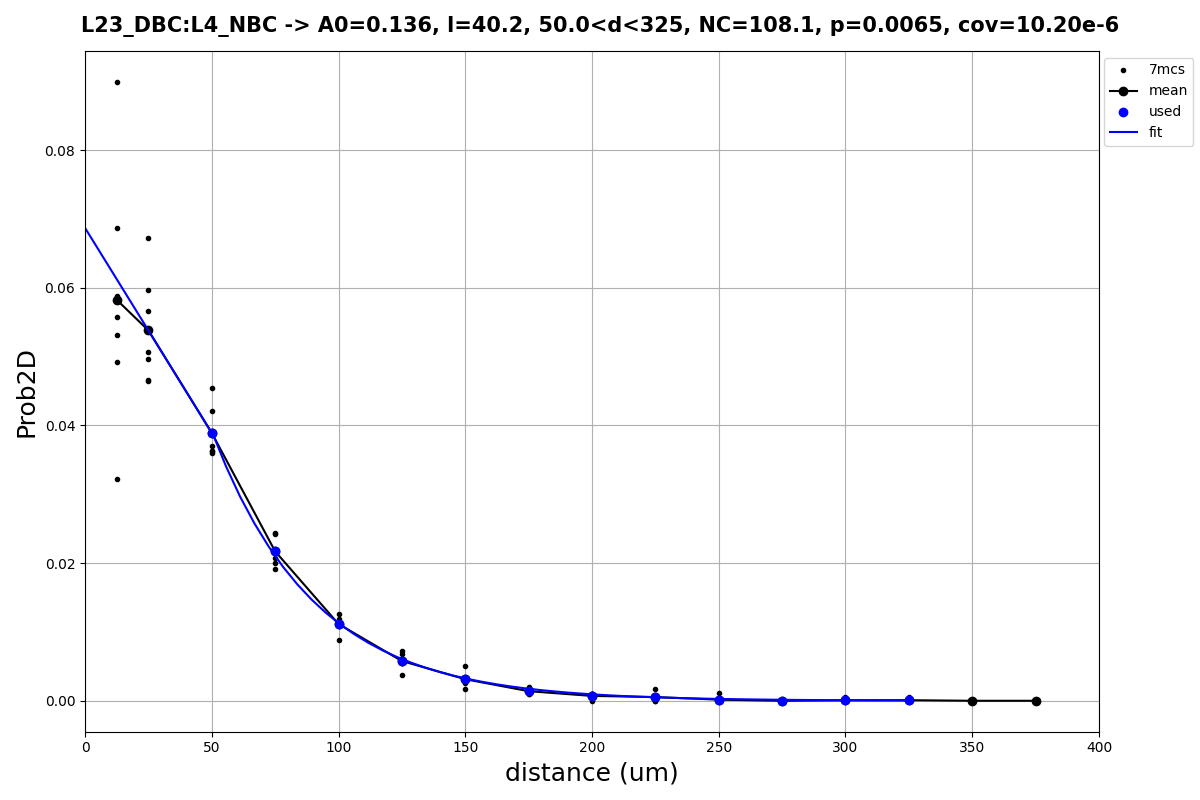 L23_DBC:L4_NBC -> A0=0.136, l=40.2, 50.0<d<325, NC=108.1, p=0.0065, cov=10.20e-6
7mcs
mean
used
fit
0.08
0.06
0.04
0.02
0.00
Prob2D
0 50 100 150 200 250 300 350 400
distance (um)